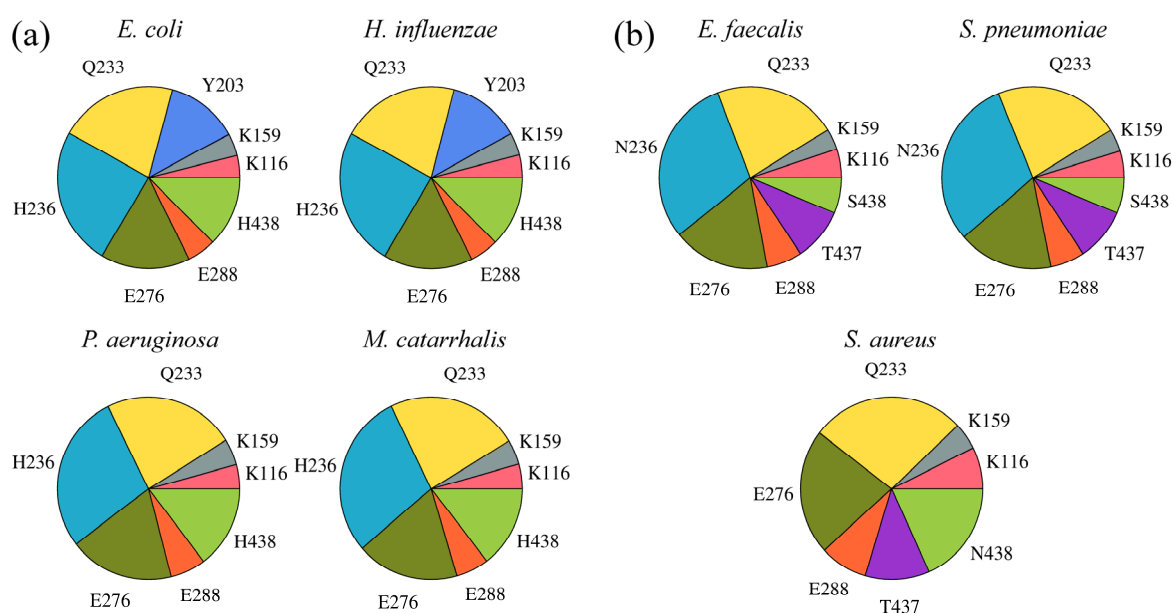 (a)
E. coli
Q233
Y203
K159
K116
H236
H438
E288
E276
H. influenzae
Q233
Y203
K159
K116
H236
H438
E288
E276
P. aeruginosa
Q233
K159
K116
H236
H438
E288
E276
M. catarrhalis
Q233
K159
K116
H236
H438
E288
E276
(b)
E. faecalis
Q233
K159
K116
N236
S438
T437
E288
E276
S. pneumoniae
Q233
K159
K116
N236
S438
T437
E288
E276
S. aureus
Q233
K159
K116
E276
N438
E288
T437